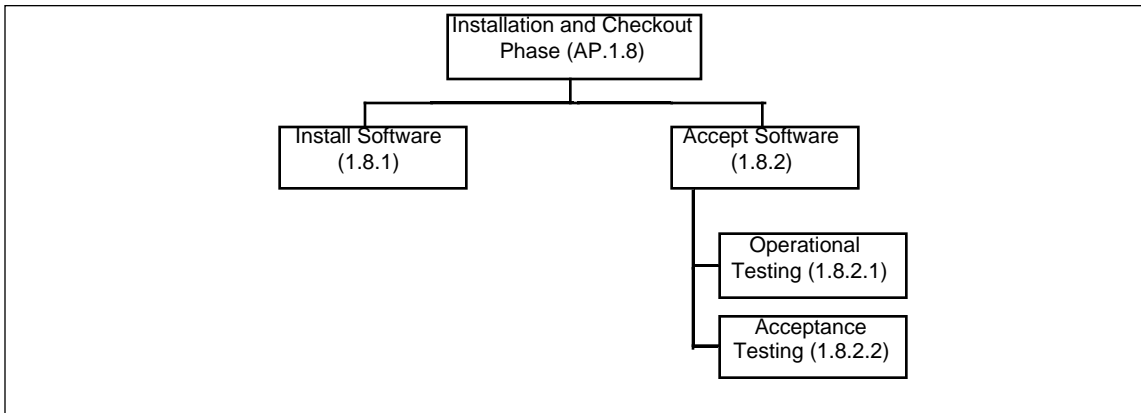 Installation and Checkout
Phase (AP.1.8)
Install Software
(1.8.1)
Accept Software
(1.8.2)
Operational
Testing (1.8.2.1)
Acceptance
Testing (1.8.2.2)